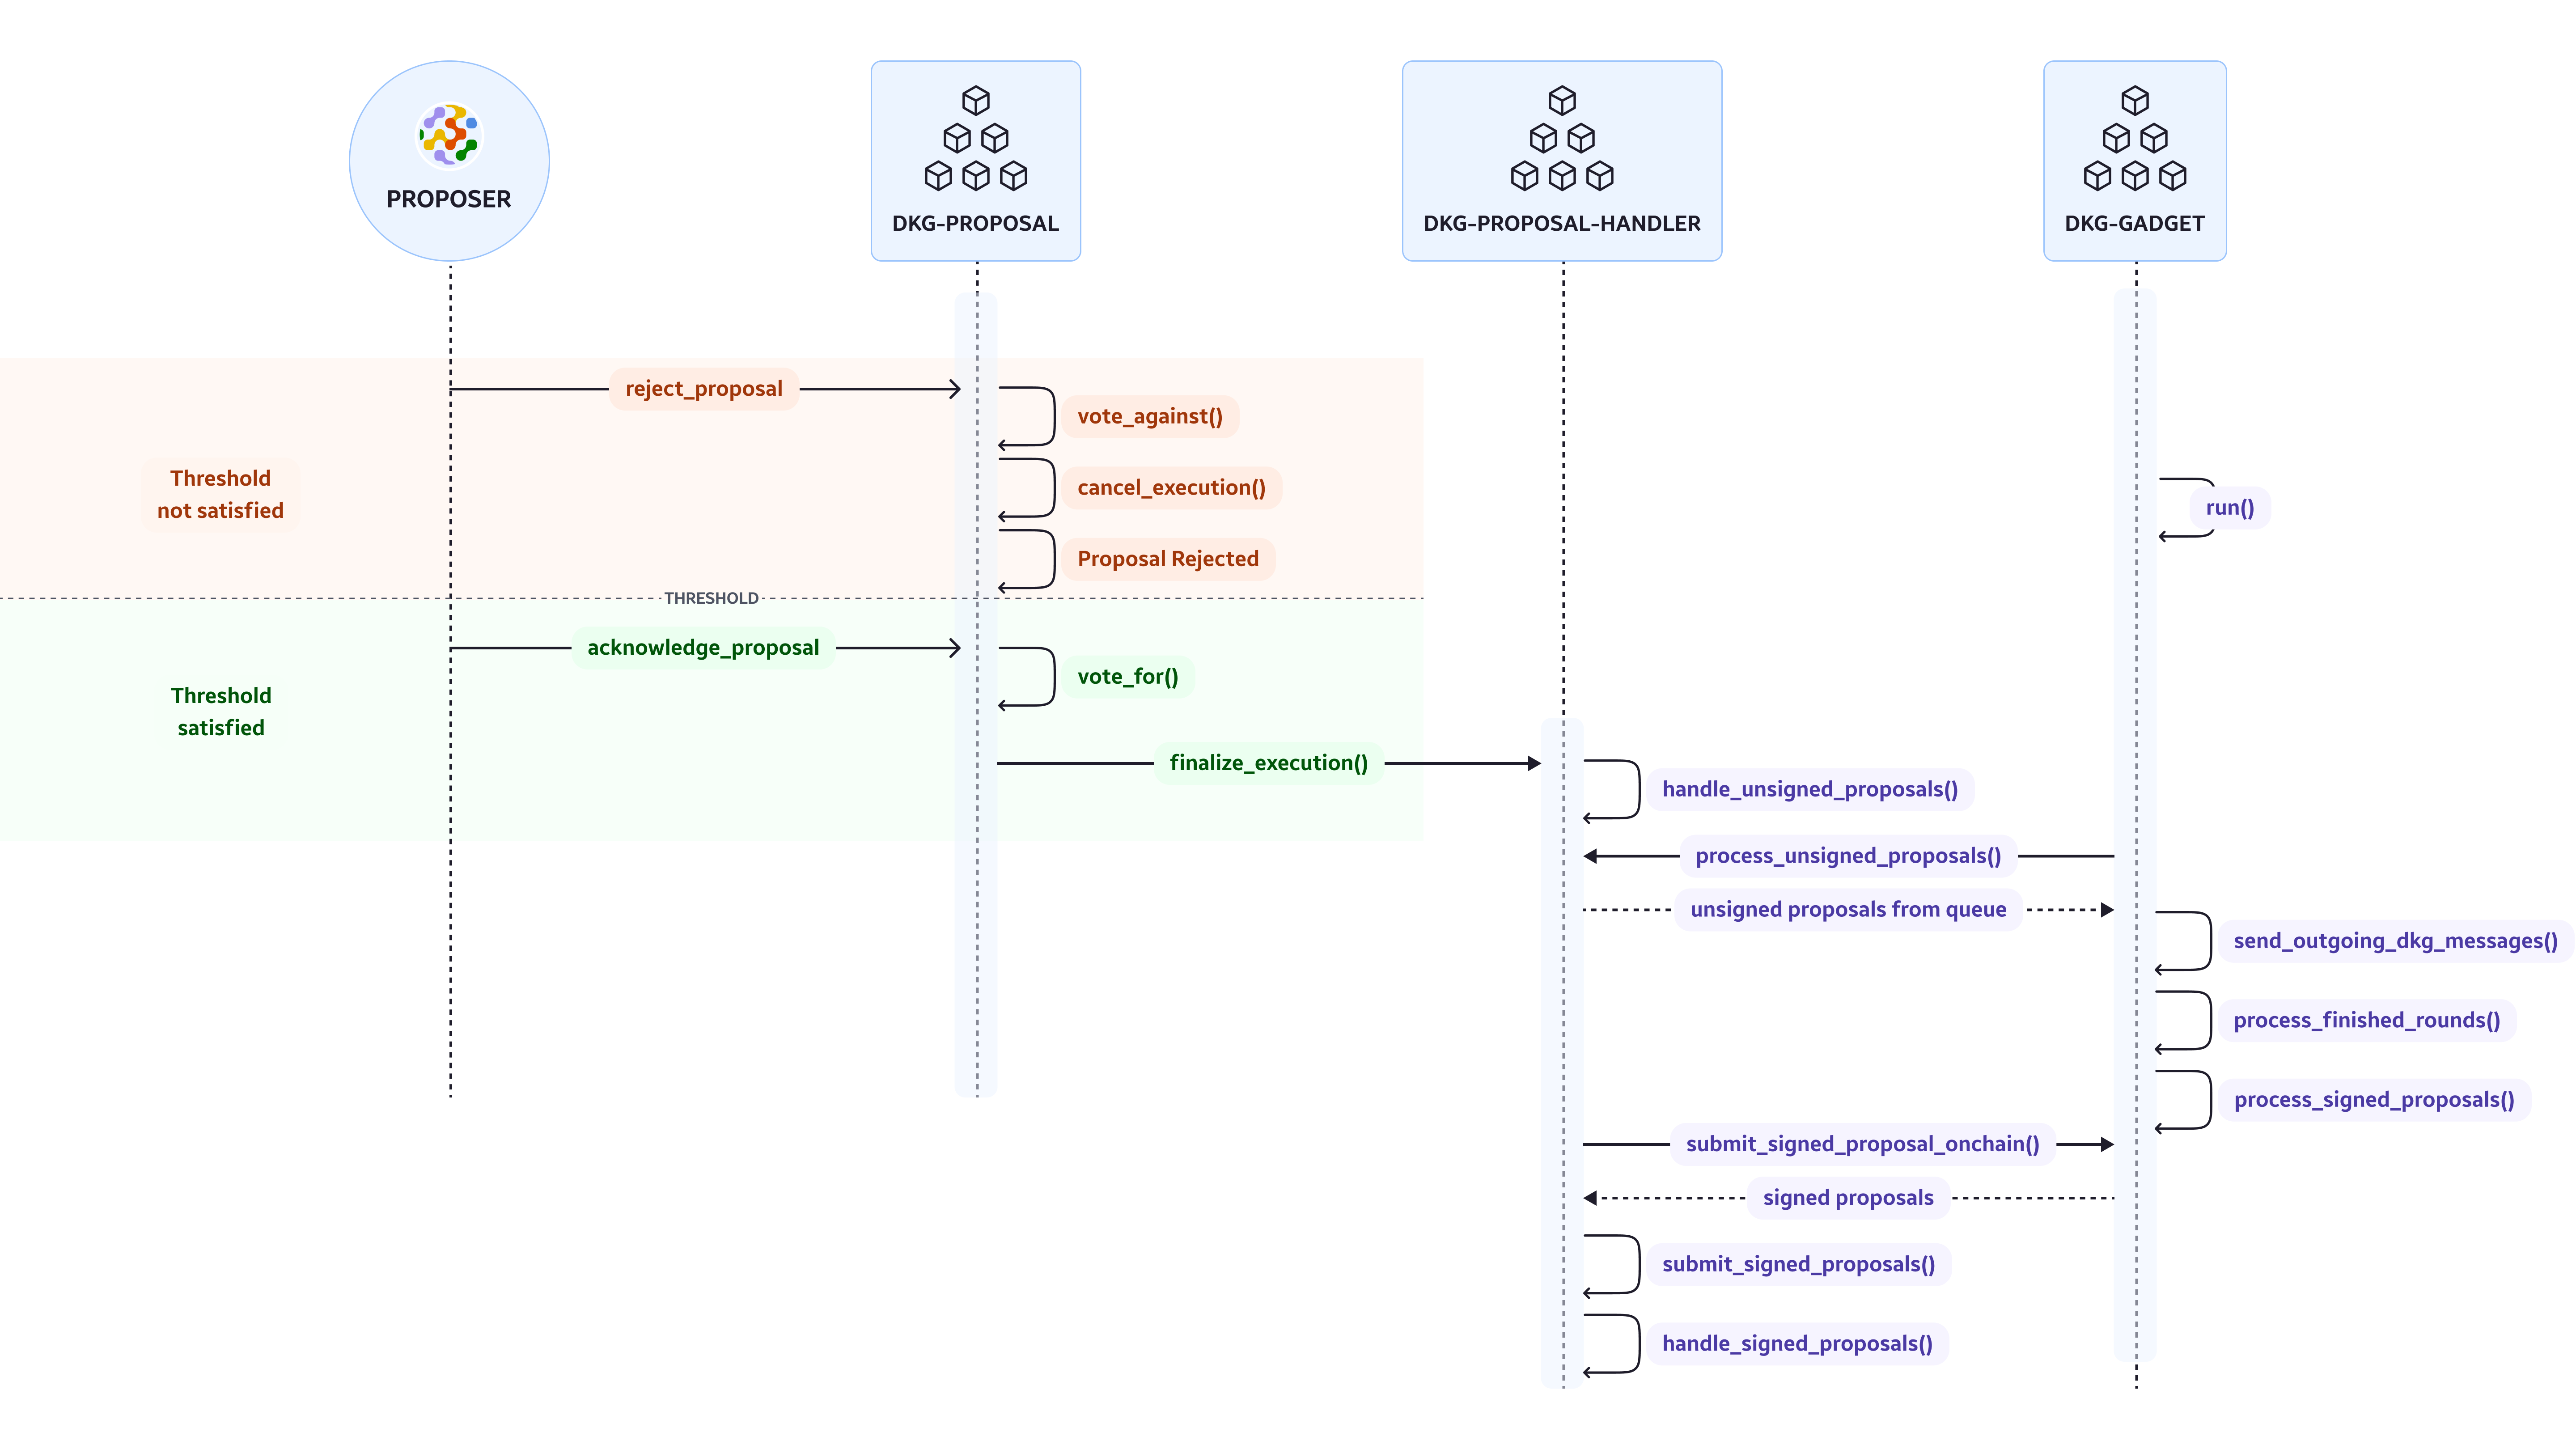 PROPOSER
DKG-PROPOSAL
DKG-PROPOSAL-HANDLER
DKG-GADGET
reject_proposal
vote_against()
Threshold
not satisfied
cancel_execution()
run()
Proposal Rejected
THRESHOLD
acknowledge_proposal
vote_for()
Threshold
satisfied
finalize_execution()
handle_unsigned_proposals()
process_unsigned_proposals()
unsigned proposals from queue
send_outgoing_dkg_messages()
process_finished_rounds()
process_signed_proposals()
submit_signed_proposal_onchain()
signed proposals
submit_signed_proposals()
handle_signed_proposals()